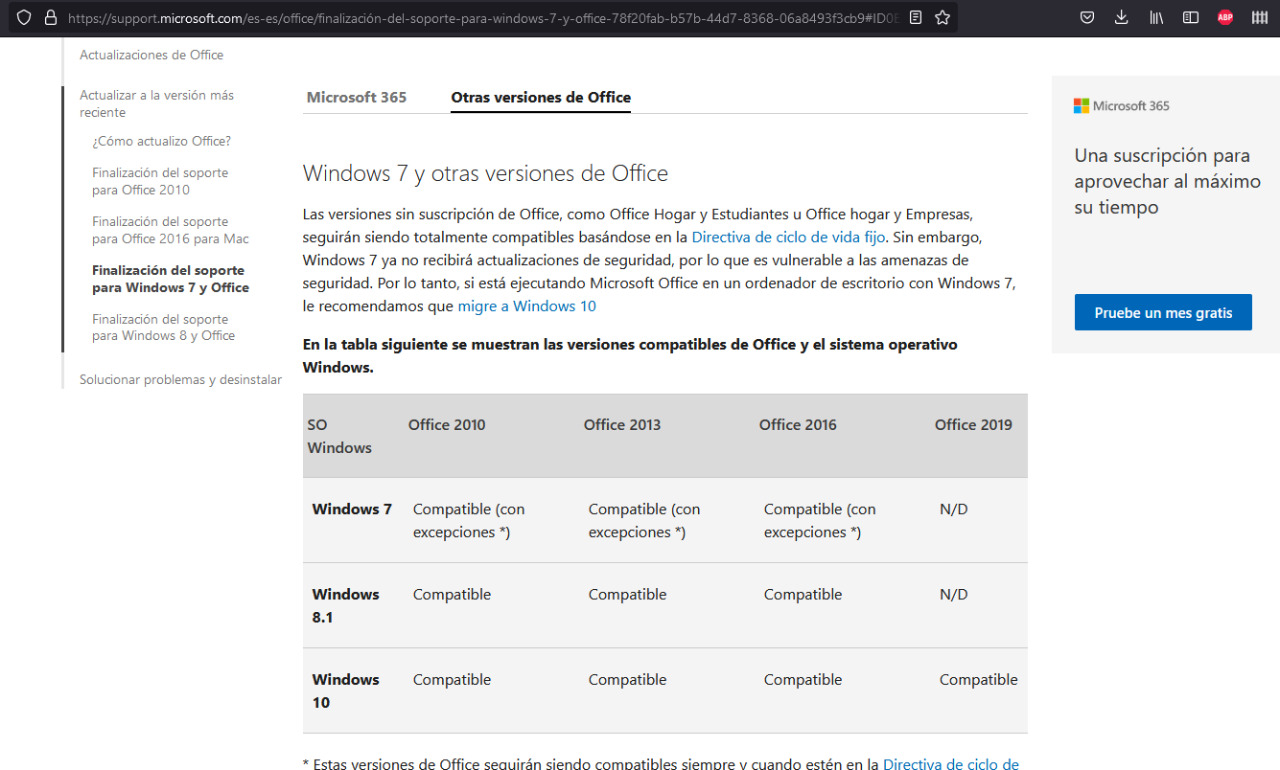 https://support.microsoft.com/es-es/office/finalización-del-soporte-para-windows-7-y-office-78f20fab-b57b-44d7-8368-06a8493f3cb9#ID0E
ABP
Actualizaciones de Office
Actualizar a la versión más
reciente
¿Cómo actualizo Office?
Finalización del soporte
para Office 2010
Finalización del soporte
para Office 2016 para Mac
Finalización del soporte
para Windows 7 y Office
Finalización del soporte
para Windows 8 y Office
Solucionar problemas y desinstalar
Microsoft 365 Otras versiones de Office
Windows 7 y otras versiones de Office
Las versiones sin suscripción de Office, como Office Hogar y Estudiantes u Office hogar y Empresas,
seguirán siendo totalmente compatibles basándose en la Directiva de ciclo de vida fijo. Sin embargo,
Windows 7 ya no recibirá actualizaciones de seguridad, por lo que es vulnerable a las amenazas de
seguridad. Por lo tanto, si está ejecutando Microsoft Office en un ordenador de escritorio con Windows 7,
le recomendamos que migre a Windows 10
En la tabla siguiente se muestran las versiones compatibles de Office y el sistema operativo
Windows.
SO Office 2010 Office 2013 Office 2016 Office 2019
Windows
Windows 7 Compatible (con Compatible (con Compatible (con N/D
excepciones *) excepciones *) excepciones *)
Windows Compatible Compatible Compatible N/D
8.1
Windows Compatible Compatible Compatible Compatible
10
* Estas versiones de Office seguirán siendo compatibles siempre y cuando estén en la Directiva de ciclo de
Microsoft 365
Una suscripción para
aprovechar al máximo
su tiempo
Pruebe un mes gratis